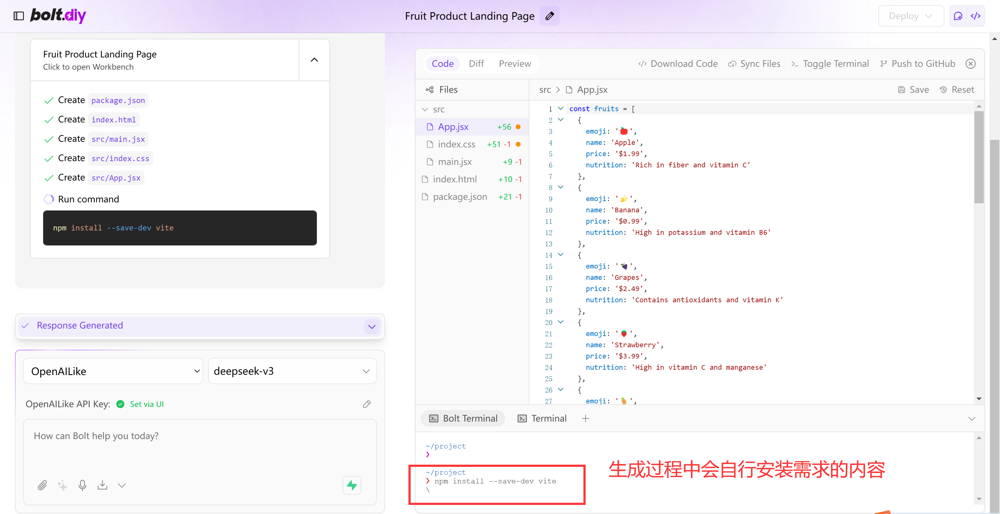 bolt.diy
Fruit Product Landing Page
Deploy
Fruit Product Landing Page
Click to open Workbench
Create package.json
Create index.html
Create src/main.jsx
Create src/index.css
Create src/App.jsx
Run command
npm install --save-dev vite
Response Generated
OpenAILike
deepseek-v3
OpenAILike API Key: Set via UI
How can Bolt help you today?
Code Diff Preview
Download Code Sync Files Toggle Terminal Push to GitHub
Files
src
App.jsx +56
index.css +51 -1
main.jsx +9 -1
index.html +10 -1
package.json +21 -1
src > App.jsx Save Reset
1 const fruits = [
2 {
3 emoji: '🍎',
4 name: 'Apple',
5 price: '$1.99',
6 nutrition: 'Rich in fiber and vitamin C'
7 },
8 {
9 emoji: '🍌',
10 name: 'Banana',
11 price: '$0.99',
12 nutrition: 'High in potassium and vitamin B6'
13 },
14 {
15 emoji: '🍇',
16 name: 'Grapes',
17 price: '$2.49',
18 nutrition: 'Contains antioxidants and vitamin K'
19 },
20 {
21 emoji: '🍓',
22 name: 'Strawberry',
23 price: '$3.99',
24 nutrition: 'High in vitamin C and manganese'
25 },
26 {
27 emoji: '🍍',
Bolt Terminal Terminal
~/project
❯
~/project
❯ npm install --save-dev vite
\
生成过程中会自行安装需求的内容